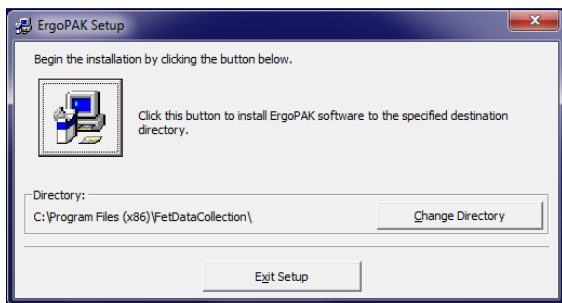 ErgoPAK Setup
Begin the installation by clicking the button below.
Click this button to install ErgoPAK software to the specified destination
directory.
Directory:
C:\Program Files (x86)\FetDataCollection\
Change Directory
Exit Setup